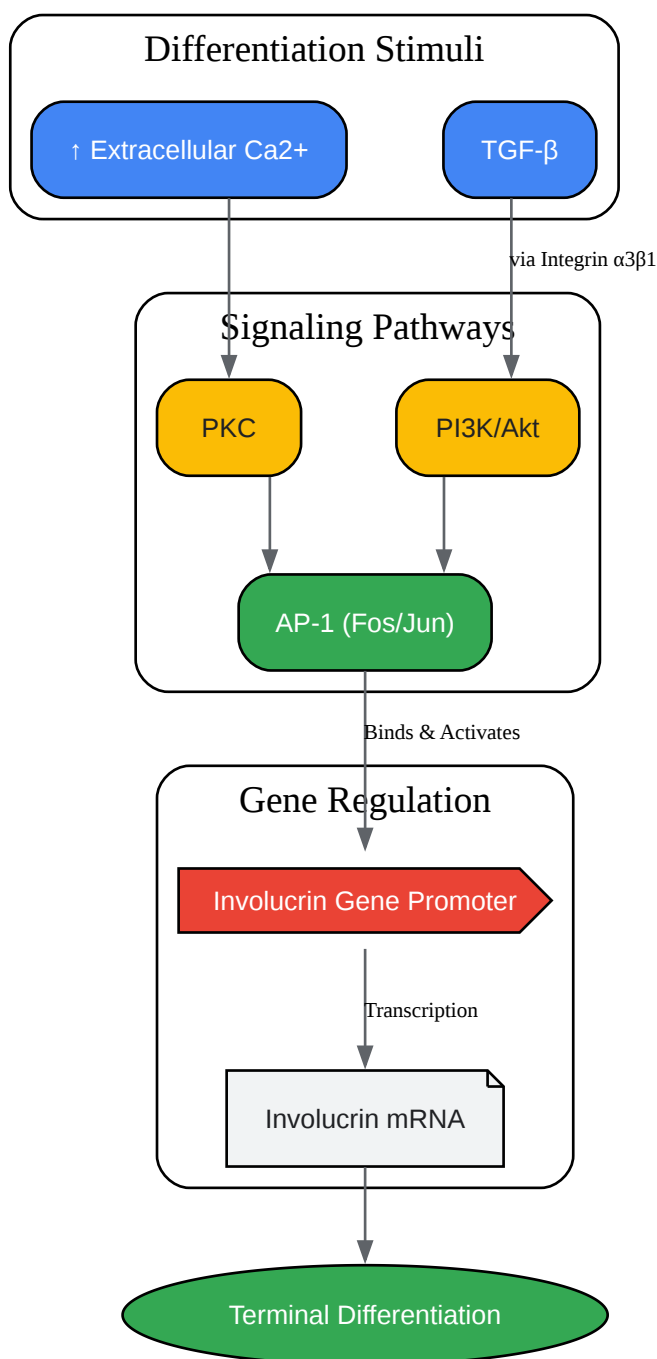 Differentiation Stimuli
↑ Extracellular Ca2+
TGF-β
via Integrin α3β1
Signaling Pathways
PKC
PI3K/Akt
AP-1 (Fos/Jun)
Binds & Activates
Gene Regulation
Involucrin Gene Promoter
Transcription
Involucrin mRNA
Terminal Differentiation